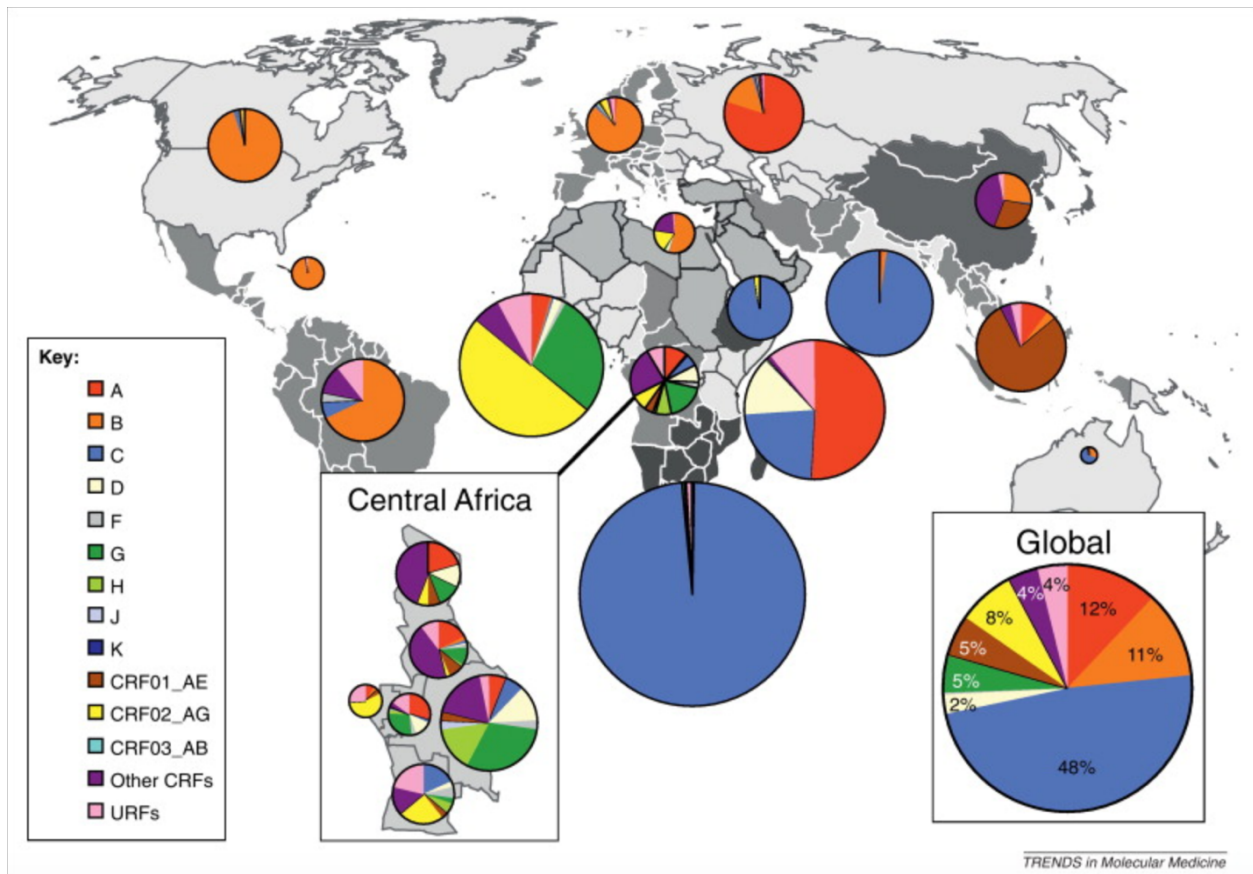 Key:
A
B
C
D
F
G
H
J
K
CRF01_AE
CRF02_AG
CRF03_AB
Other CRFs
URFs
Central Africa
Global
4%
4%
12%
8%
11%
5%
5%
2%
48%
TRENDS in Molecular Medicine